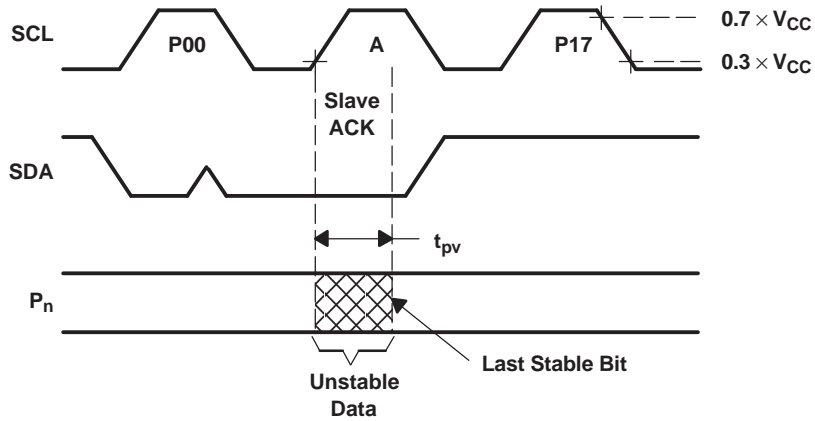 SCL
P00
A
P17
0.7 × VCC
0.3 × VCC
Slave
ACK
SDA
tpv
Pn
Last Stable Bit
Unstable
Data